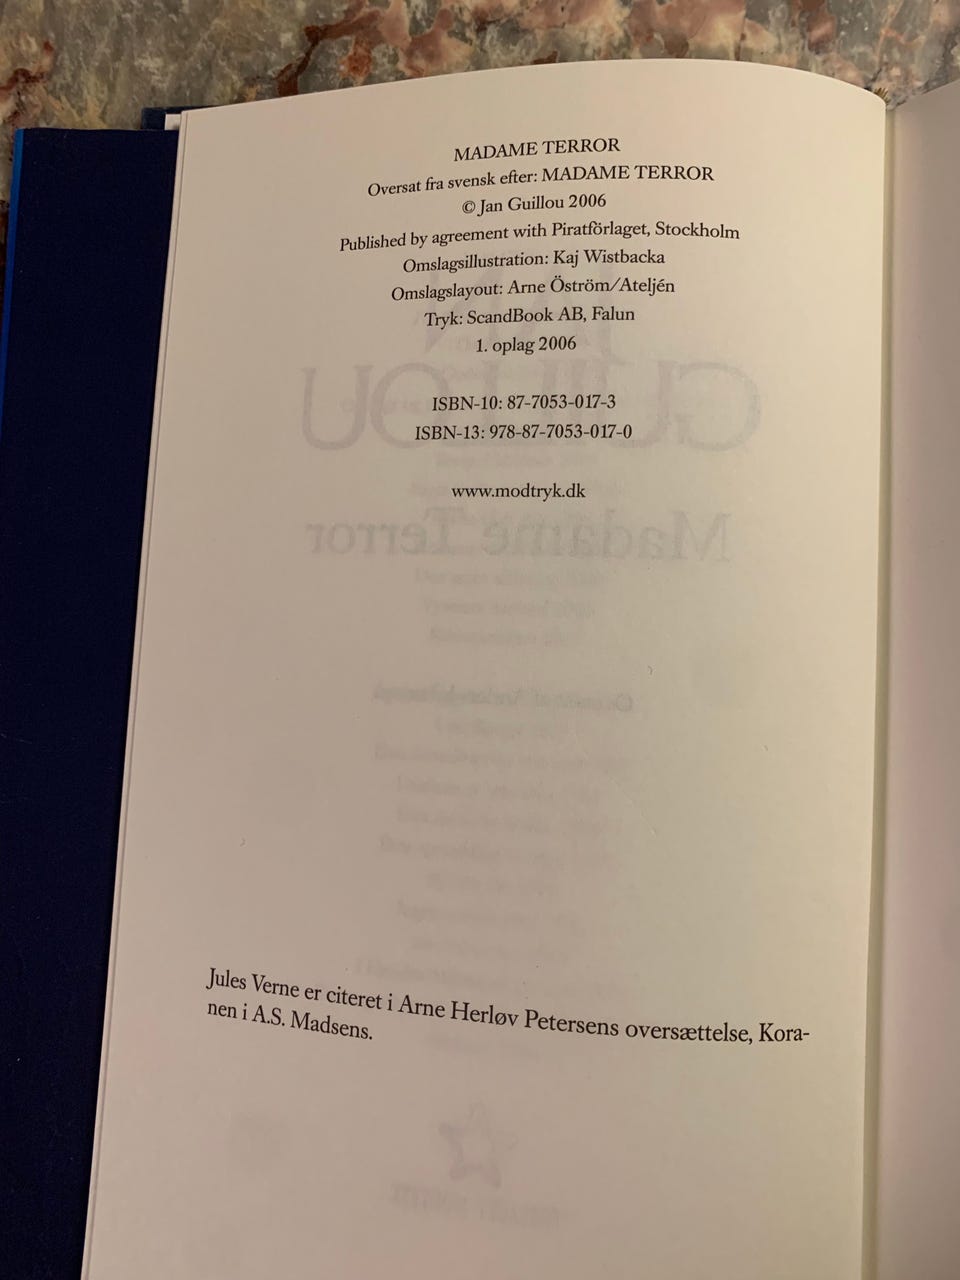 MADAME TERROR
Oversat fra svensk efter: MADAME TERROR
© Jan Guillou 2006
Published by agreement with Piratförlaget, Stockholm
Omslagsillustration: Kaj Wistbacka
Omslagslayout: Arne Öström/Ateljén
Tryk: ScandBook AB, Falun
1. oplag 2006
ISBN-10: 87-7053-017-3
ISBN-13: 978-87-7053-017-0
www.modtryk.dk
Jules Verne er citeret i Arne Herløv Petersens oversættelse, Kora-
nen i A.S. Madsens.